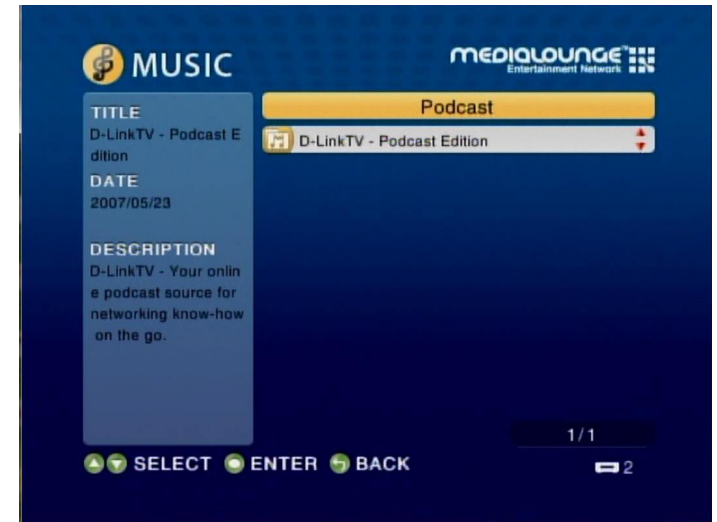 MUSIC
MEDIALOUNGE™
Entertainment Network
TITLE
D-LinkTV - Podcast E
dition
DATE
2007/05/23
DESCRIPTION
D-LinkTV - Your onlin
e podcast source for
networking know-how
on the go.
Podcast
D-LinkTV - Podcast Edition
1/1
SELECT ENTER BACK
2